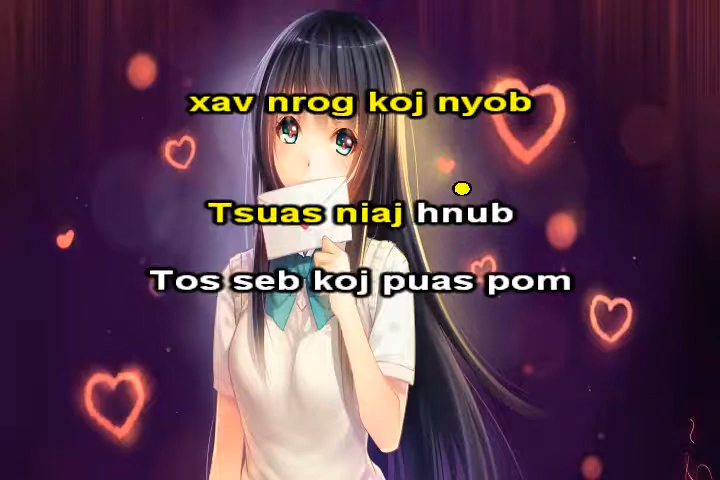 xav nrog koj nyob
Tsuas niaj hnub
Tos seb koj puas pom